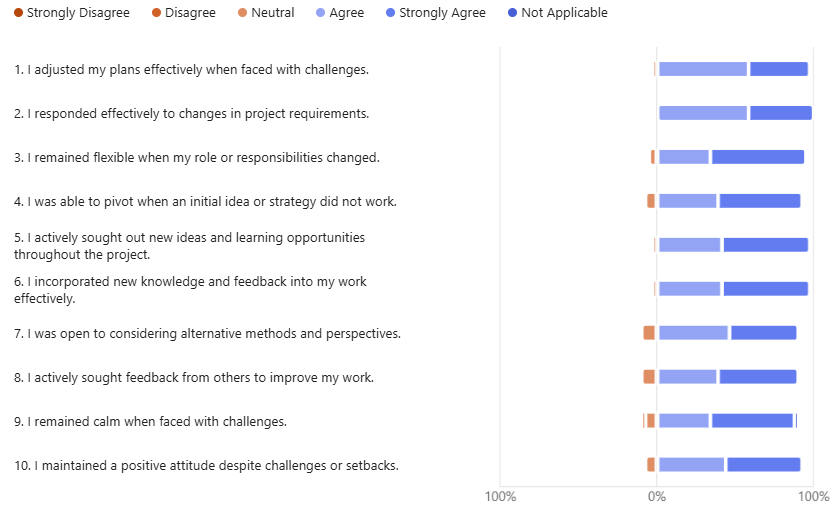 Strongly Disagree Disagree Neutral Agree Strongly Agree Not Applicable
1. I adjusted my plans effectively when faced with challenges.
2. I responded effectively to changes in project requirements.
3. I remained flexible when my role or responsibilities changed.
4. I was able to pivot when an initial idea or strategy did not work.
5. I actively sought out new ideas and learning opportunities
throughout the project.
6. I incorporated new knowledge and feedback into my work
effectively.
7. I was open to considering alternative methods and perspectives.
8. I actively sought feedback from others to improve my work.
9. I remained calm when faced with challenges.
10. I maintained a positive attitude despite challenges or setbacks.
100% 0% 100%